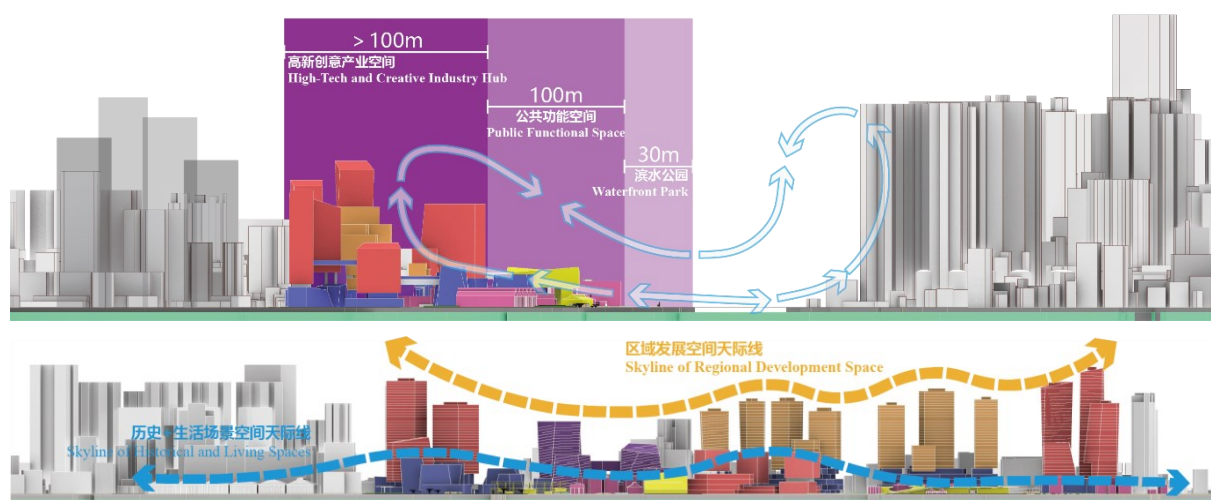 > 100m
高新创意产业空间
High-Tech and Creative Industry Hub
100m
公共功能空间
Public Functional Space
30m
滨水公园
Waterfront Park
区域发展空间天际线
Skyline of Regional Development Space
历史+生活场景空间天际线
Skyline of Historical and Living Spaces